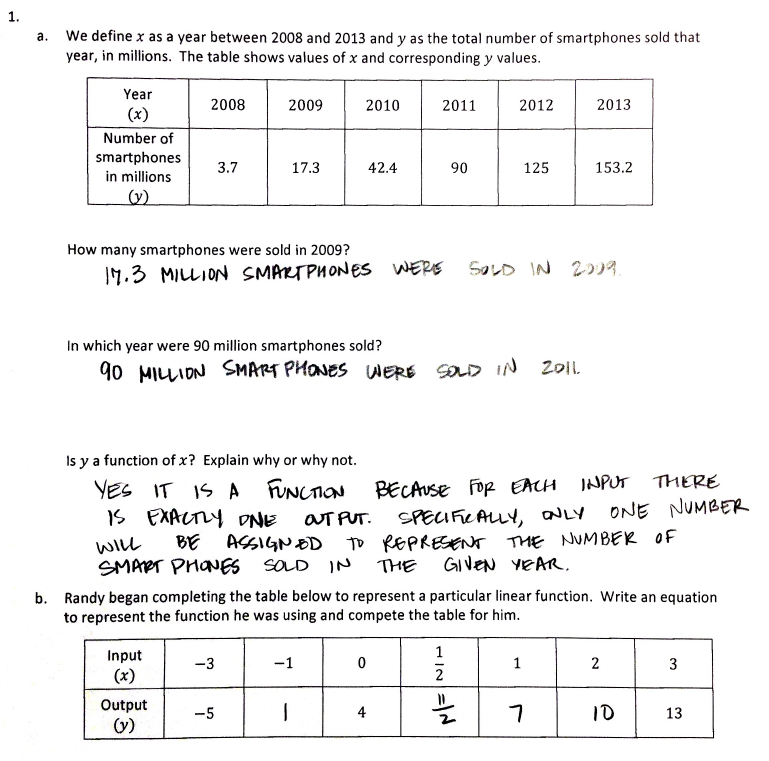 1.
a. We define x as a year between 2008 and 2013 and y as the total number of smartphones sold that
year, in millions. The table shows values of x and corresponding y values.
Year (x) 2008 2009 2010 2011 2012 2013
Number of smartphones in millions (y) 3.7 17.3 42.4 90 125 153.2
How many smartphones were sold in 2009?
17.3 MILLION SMARTPHONES WERE SOLD IN 2009.
In which year were 90 million smartphones sold?
90 MILLION SMART PHONES WERE SOLD IN 2011.
Is y a function of x? Explain why or why not.
YES IT IS A FUNCTION BECAUSE FOR EACH INPUT THERE
IS EXACTLY ONE OUTPUT. SPECIFICALLY, ONLY ONE NUMBER
WILL BE ASSIGNED TO REPRESENT THE NUMBER OF
SMART PHONES SOLD IN THE GIVEN YEAR.
b. Randy began completing the table below to represent a particular linear function. Write an equation
to represent the function he was using and compete the table for him.
Input (x) −3 −1 0 1/2 1 2 3
Output (y) −5 1 4 11/2 7 10 13